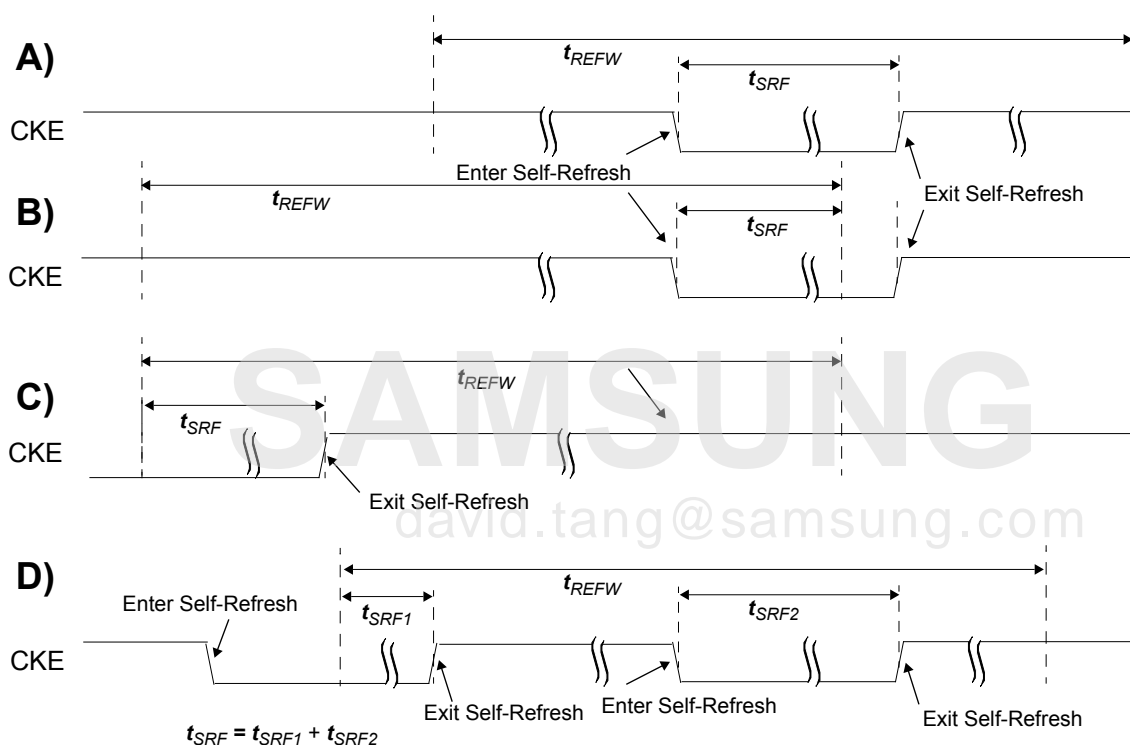 A)
tREFW
tSRF
CKE
Enter Self-Refresh
Exit Self-Refresh
B)
tREFW
tSRF
CKE
SAMSUNG
C)
tREFW
tSRF
CKE
Exit Self-Refresh
david.tang@samsung.com
D)
tREFW
Enter Self-Refresh
tSRF1
tSRF2
CKE
Exit Self-Refresh
Enter Self-Refresh
Exit Self-Refresh
tSRF = tSRF1 + tSRF2